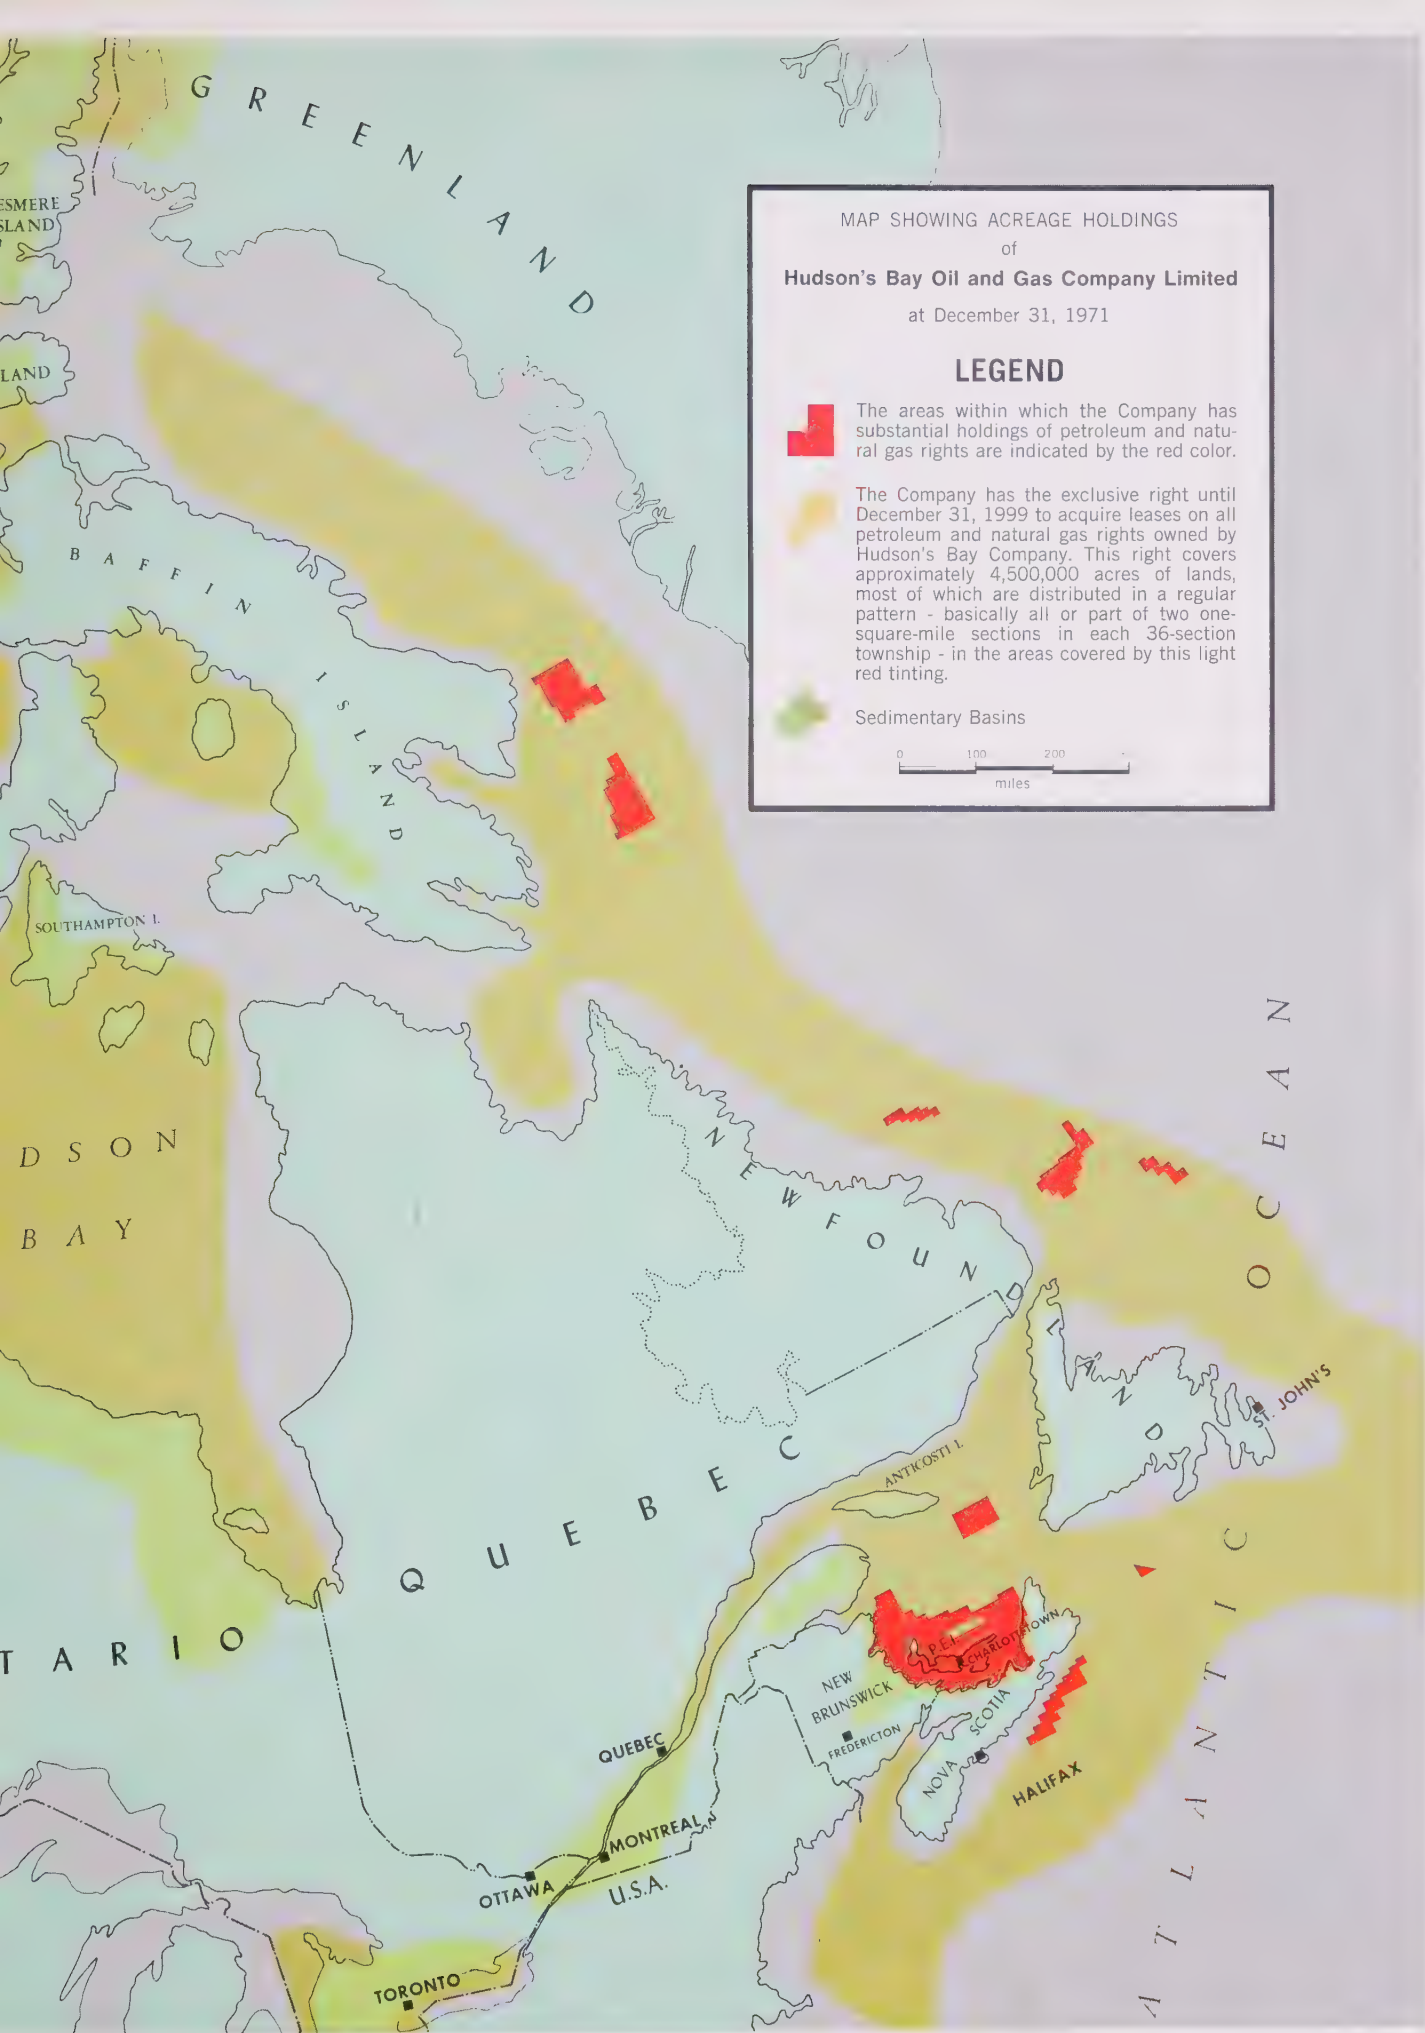 GREENLAND
ESMERE
SLAND
LAND
MAP SHOWING ACREAGE HOLDINGS
of
Hudson's Bay Oil and Gas Company Limited
at December 31, 1971
LEGEND
The areas within which the Company has
substantial holdings of petroleum and natu-
ral gas rights are indicated by the red color.
The Company has the exclusive right until
December 31, 1999 to acquire leases on all
petroleum and natural gas rights owned by
Hudson's Bay Company. This right covers
approximately 4,500,000 acres of lands,
most of which are distributed in a regular
pattern - basically all or part of two one-
square-mile sections in each 36-section
township - in the areas covered by this light
red tinting.
Sedimentary Basins
0 100 200
miles
BAFFIN ISLAND
SOUTHAMPTON I.
DSON
BAY
NEWFOUNDLAND
ATLANTIC OCEAN
ST. JOHN'S
ANTICOSTI I.
QUEBEC
TARIO
P.E.I.
CHARLOTTETOWN
NEW
BRUNSWICK
FREDERICTON
NOVA SCOTIA
HALIFAX
QUEBEC
MONTREAL
OTTAWA
U.S.A.
TORONTO